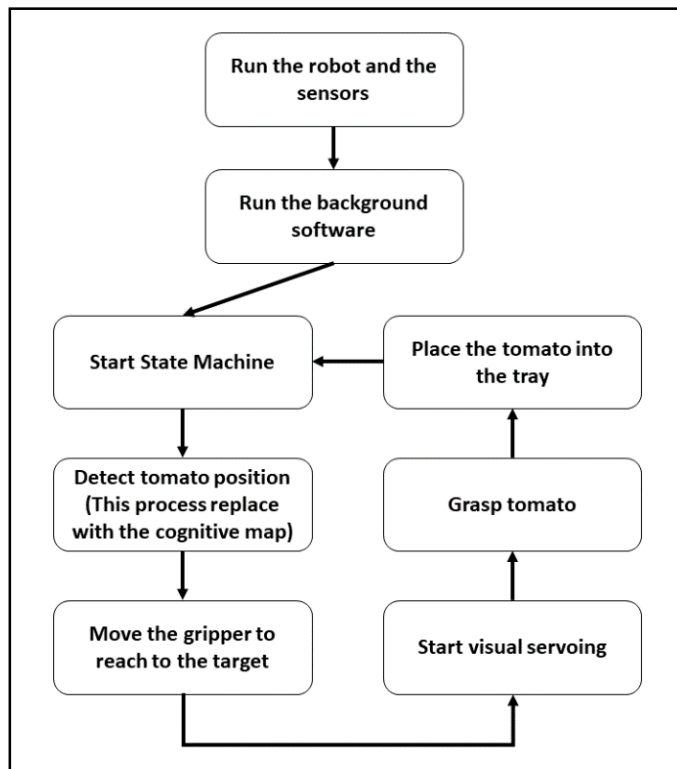 Run the robot and the
sensors
Run the background
software
Start State Machine
Place the tomato into
the tray
Detect tomato position
(This process replace
with the cognitive map)
Grasp tomato
Move the gripper to
reach to the target
Start visual servoing